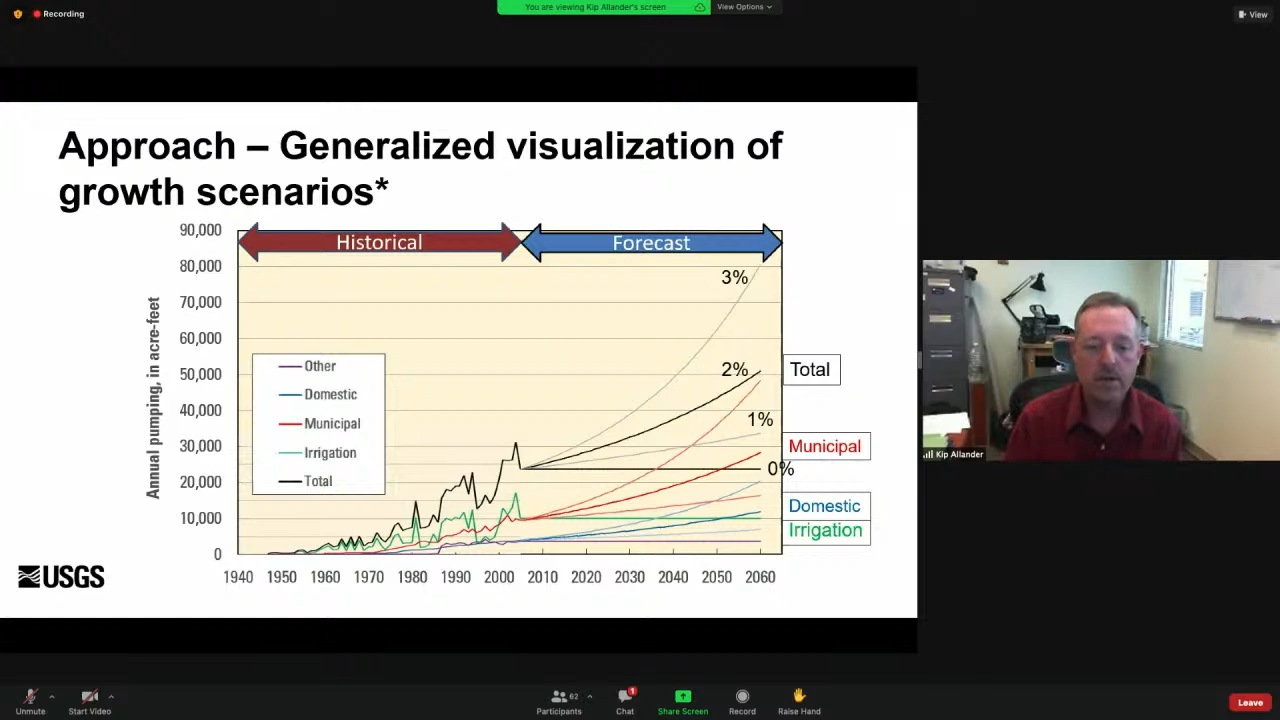 Recording
You are viewing Kip Allander's screen
View Options
View
Approach – Generalized visualization of
growth scenarios*
Historical
Forecast
Annual pumping, in acre-feet
90,000
80,000
70,000
60,000
50,000
40,000
30,000
20,000
10,000
0
Other
Domestic
Municipal
Irrigation
Total
3%
2%
1%
0%
Total
Municipal
Domestic
Irrigation
1940 1950 1960 1970 1980 1990 2000 2010 2020 2030 2040 2050 2060
USGS
Kip Allander
Unmute
Start Video
62
Participants
1
Chat
Share Screen
Record
Raise Hand
Leave